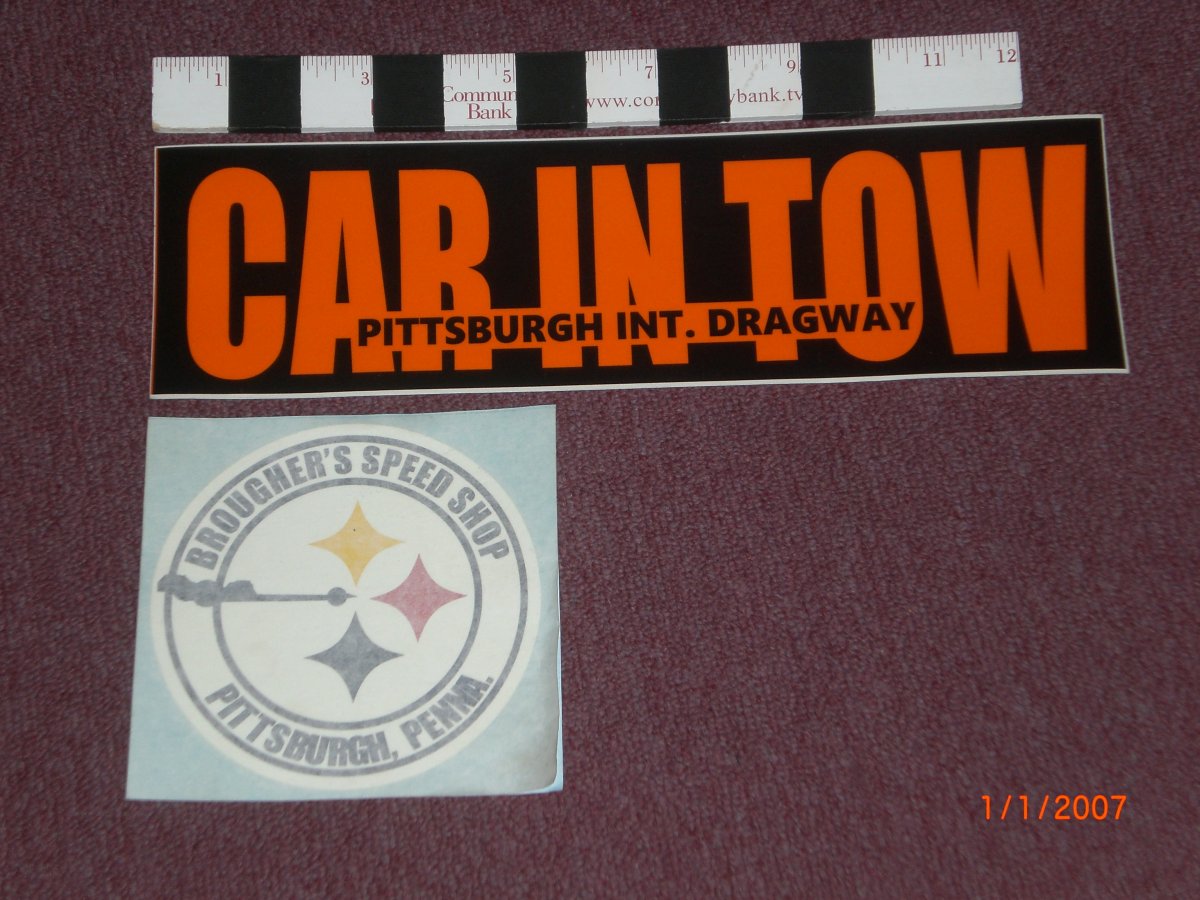 1 3 5 7 9 11 12
Commun
Bank
www.com
ybank.tv
CAR IN TOW
PITTSBURGH INT. DRAGWAY
BROUGHER'S SPEED SHOP
PITTSBURGH, PENNA.
1/1/2007